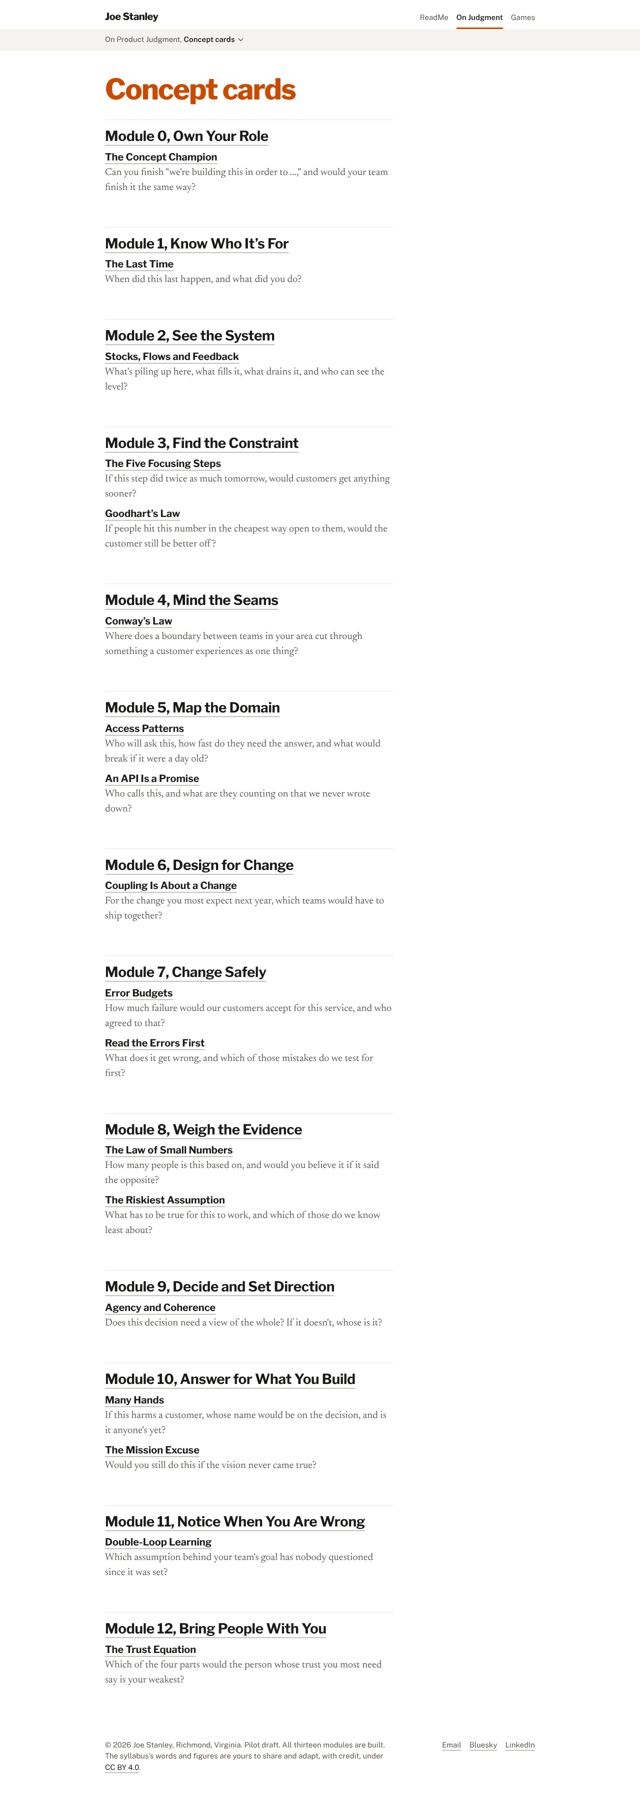 Joe Stanley
ReadMe On Judgment Games
On Product Judgment, Concept cards
Concept cards
Module 0, Own Your Role
The Concept Champion
Can you finish “we’re building this in order to …,” and would your team
finish it the same way?
Module 1, Know Who It’s For
The Last Time
When did this last happen, and what did you do?
Module 2, See the System
Stocks, Flows and Feedback
What’s piling up here, what fills it, what drains it, and who can see the
level?
Module 3, Find the Constraint
The Five Focusing Steps
If this step did twice as much tomorrow, would customers get anything
sooner?
Goodhart’s Law
If people hit this number in the cheapest way open to them, would the
customer still be better off?
Module 4, Mind the Seams
Conway’s Law
Where does a boundary between teams in your area cut through
something a customer experiences as one thing?
Module 5, Map the Domain
Access Patterns
Who will ask this, how fast do they need the answer, and what would
break if it were a day old?
An API Is a Promise
Who calls this, and what are they counting on that we never wrote
down?
Module 6, Design for Change
Coupling Is About a Change
For the change you most expect next year, which teams would have to
ship together?
Module 7, Change Safely
Error Budgets
How much failure would our customers accept for this service, and who
agreed to that?
Read the Errors First
What does it get wrong, and which of those mistakes do we test for
first?
Module 8, Weigh the Evidence
The Law of Small Numbers
How many people is this based on, and would you believe it if it said
the opposite?
The Riskiest Assumption
What has to be true for this to work, and which of those do we know
least about?
Module 9, Decide and Set Direction
Agency and Coherence
Does this decision need a view of the whole? If it doesn’t, whose is it?
Module 10, Answer for What You Build
Many Hands
If this harms a customer, whose name would be on the decision, and is
it anyone’s yet?
The Mission Excuse
Would you still do this if the vision never came true?
Module 11, Notice When You Are Wrong
Double-Loop Learning
Which assumption behind your team’s goal has nobody questioned
since it was set?
Module 12, Bring People With You
The Trust Equation
Which of the four parts would the person whose trust you most need
say is your weakest?
© 2026 Joe Stanley, Richmond, Virginia. Pilot draft. All thirteen modules are built.
The syllabus’s words and figures are yours to share and adapt, with credit, under
CC BY 4.0.
Email Bluesky LinkedIn